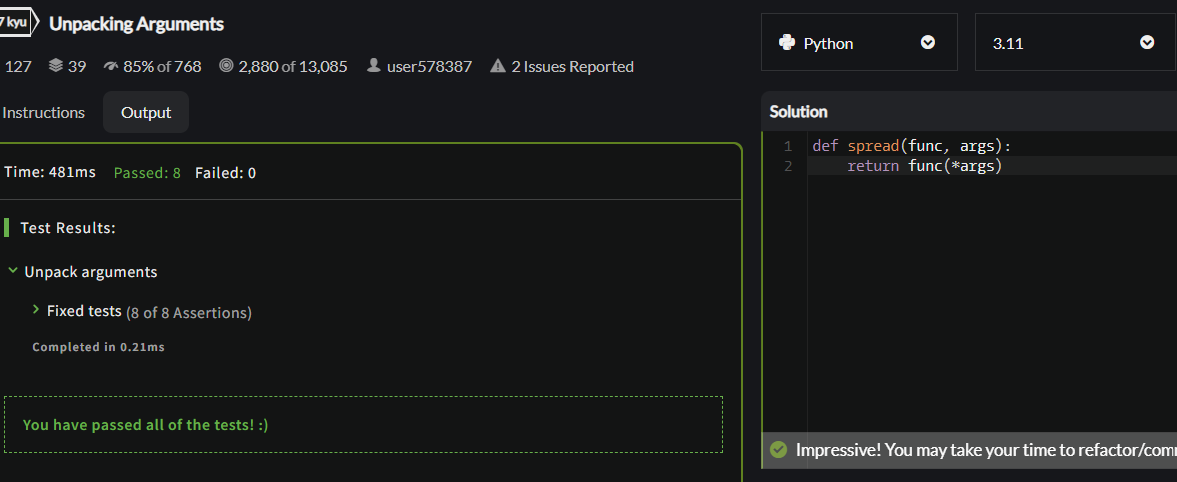 7 kyu Unpacking Arguments
127 39 85% of 768 2,880 of 13,085 user578387 2 Issues Reported
Instructions Output
Time: 481ms Passed: 8 Failed: 0
Test Results:
Unpack arguments
Fixed tests (8 of 8 Assertions)
Completed in 0.21ms
You have passed all of the tests! :)
Python 3.11
Solution
1 def spread(func, args):
2 return func(*args)
Impressive! You may take your time to refactor/com